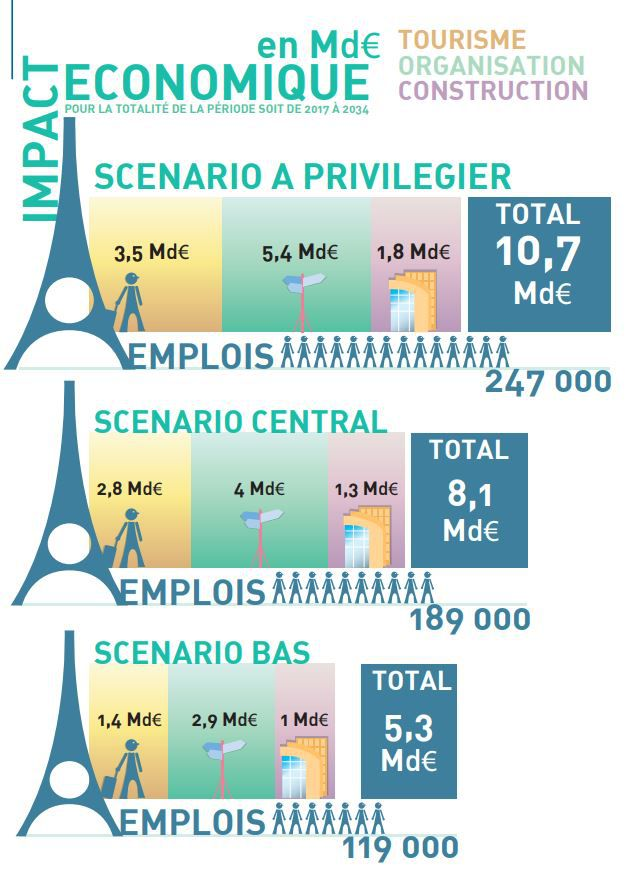 en Md€
IMPACT
ECONOMIQUE
POUR LA TOTALITÉ DE LA PÉRIODE SOIT DE 2017 À 2034
TOURISME
ORGANISATION
CONSTRUCTION
SCENARIO A PRIVILEGIER
3,5 Md€
5,4 Md€
1,8 Md€
TOTAL
10,7
Md€
EMPLOIS
247 000
SCENARIO CENTRAL
2,8 Md€
4 Md€
1,3 Md€
TOTAL
8,1
Md€
EMPLOIS
189 000
SCENARIO BAS
1,4 Md€
2,9 Md€
1 Md€
TOTAL
5,3
Md€
EMPLOIS
119 000